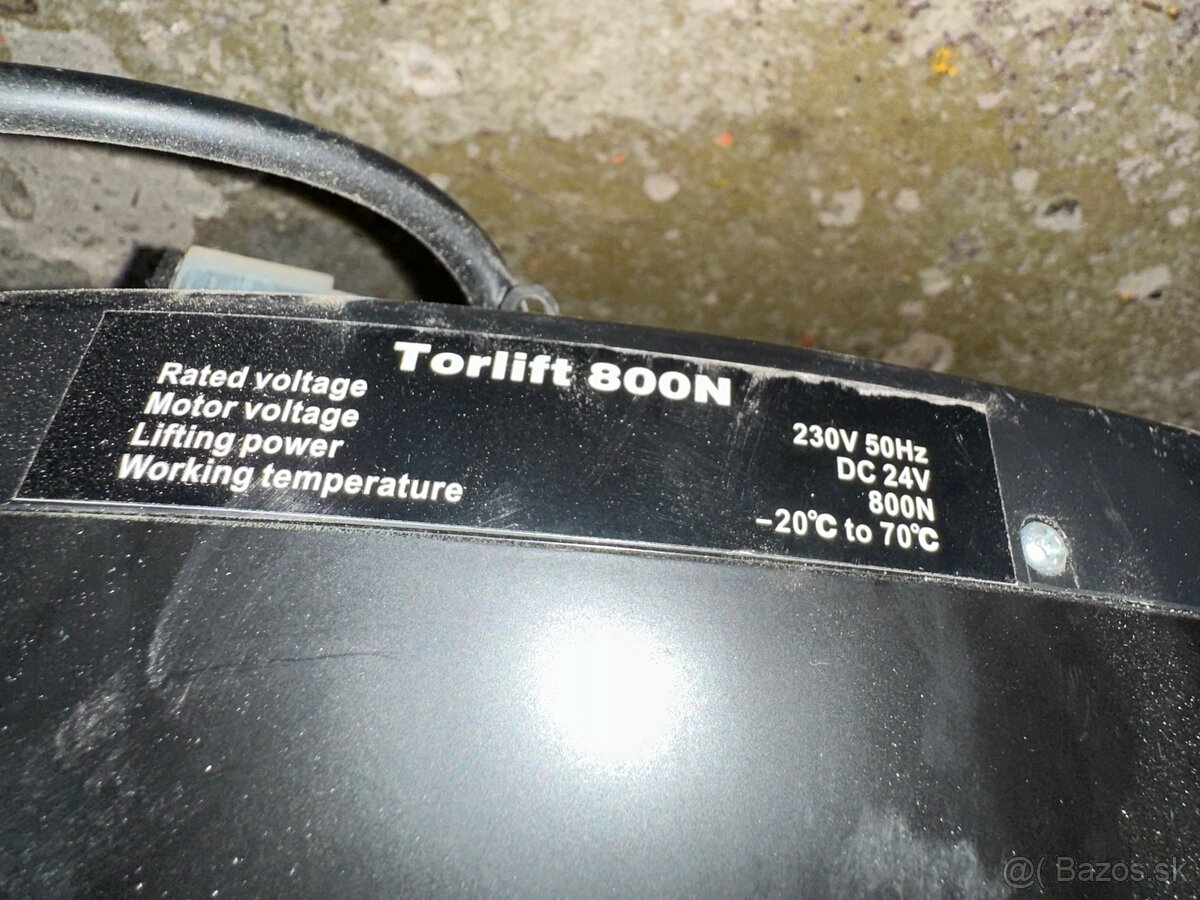 Torlift 800N
Rated voltage 230V 50Hz
Motor voltage DC 24V
Lifting power 800N
Working temperature -20°C to 70°C
@( Bazos.sk